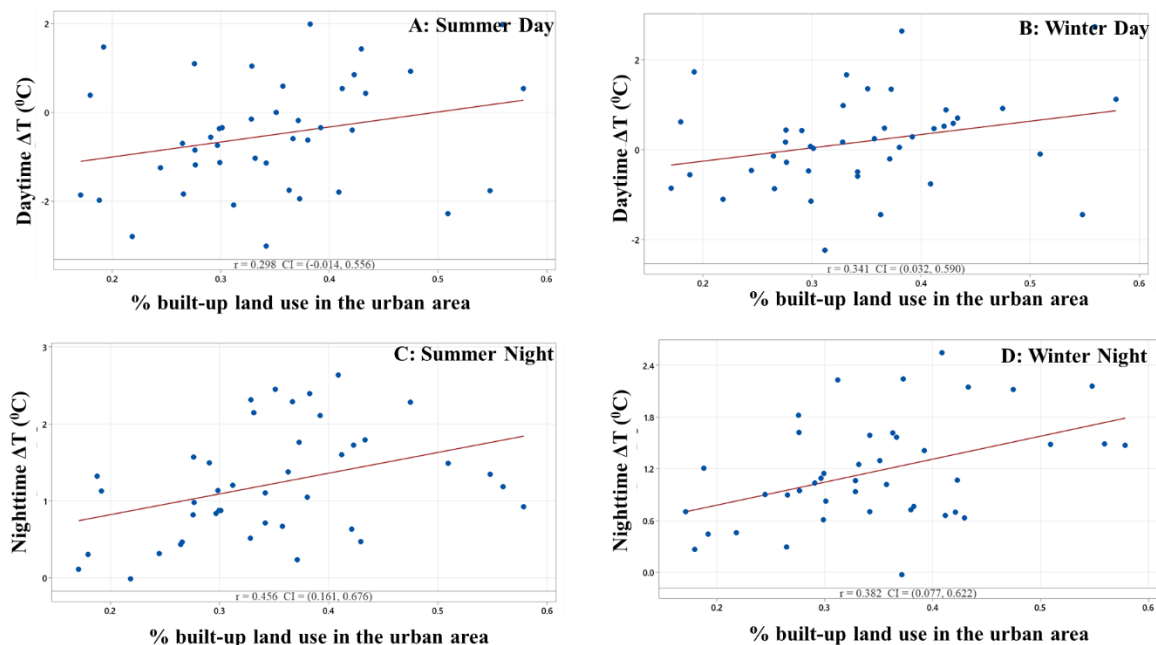 A: Summer Day
Daytime ΔT (⁰C)
2
0
-2
r = 0.298 CI = (-0.014, 0.556)
0.2 0.3 0.4 0.5 0.6
% built-up land use in the urban area
B: Winter Day
Daytime ΔT (⁰C)
2
0
-2
r = 0.341 CI = (0.032, 0.590)
0.2 0.3 0.4 0.5 0.6
% built-up land use in the urban area
C: Summer Night
Nighttime ΔT (⁰C)
3
2
1
0
r = 0.456 CI = (0.161, 0.676)
0.2 0.3 0.4 0.5 0.6
% built-up land use in the urban area
D: Winter Night
Nighttime ΔT (⁰C)
2.4
1.8
1.2
0.6
0.0
r = 0.382 CI = (0.077, 0.622)
0.2 0.3 0.4 0.5 0.6
% built-up land use in the urban area